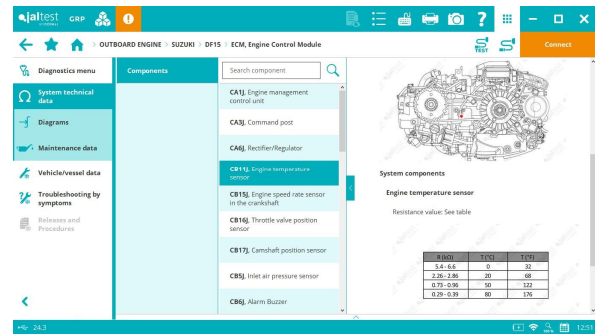 jaltest GRP
OUTBOARD ENGINE > SUZUKI > DF15 > ECM, Engine Control Module
TEST
Connect
Diagnostics menu
System technical
data
Diagrams
Maintenance data
Vehicle/vessel data
Troubleshooting by
symptoms
Releases and
Procedures
Components
Search component
CA1J, Engine management
control unit
CA3J, Command post
CA6J, Rectifier/Regulator
CB11J, Engine temperature
sensor
CB15J, Engine speed rate sensor
in the crankshaft
CB16J, Throttle valve position
sensor
CB17J, Camshaft position sensor
CB5J, Inlet air pressure sensor
CB6J, Alarm Buzzer
System components
Engine temperature sensor
Resistance value: See table
R (kΩ) T (°C) T (°F)
5.4 - 6.6 0 32
2.26 - 2.86 20 68
0.73 - 0.96 50 122
0.29 - 0.39 80 176
24.3
12:51